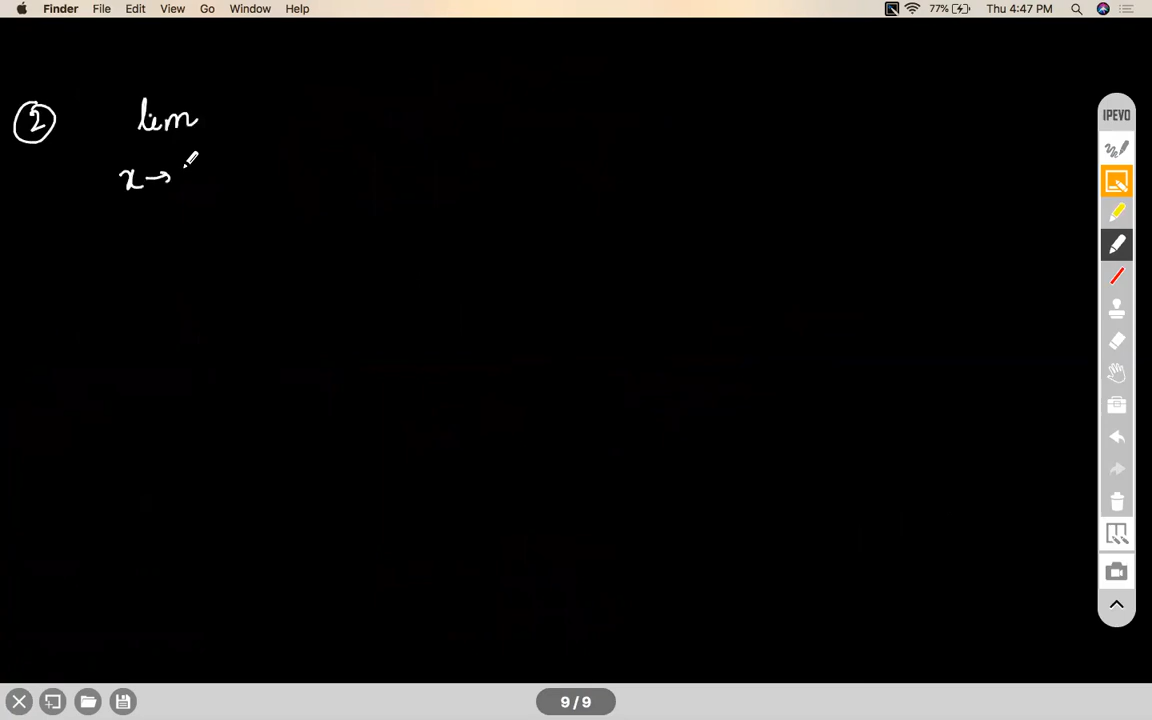 Finder File Edit View Go Window Help 77% Thu 4:47 PM
② lim
x→
IPEVO
9 / 9